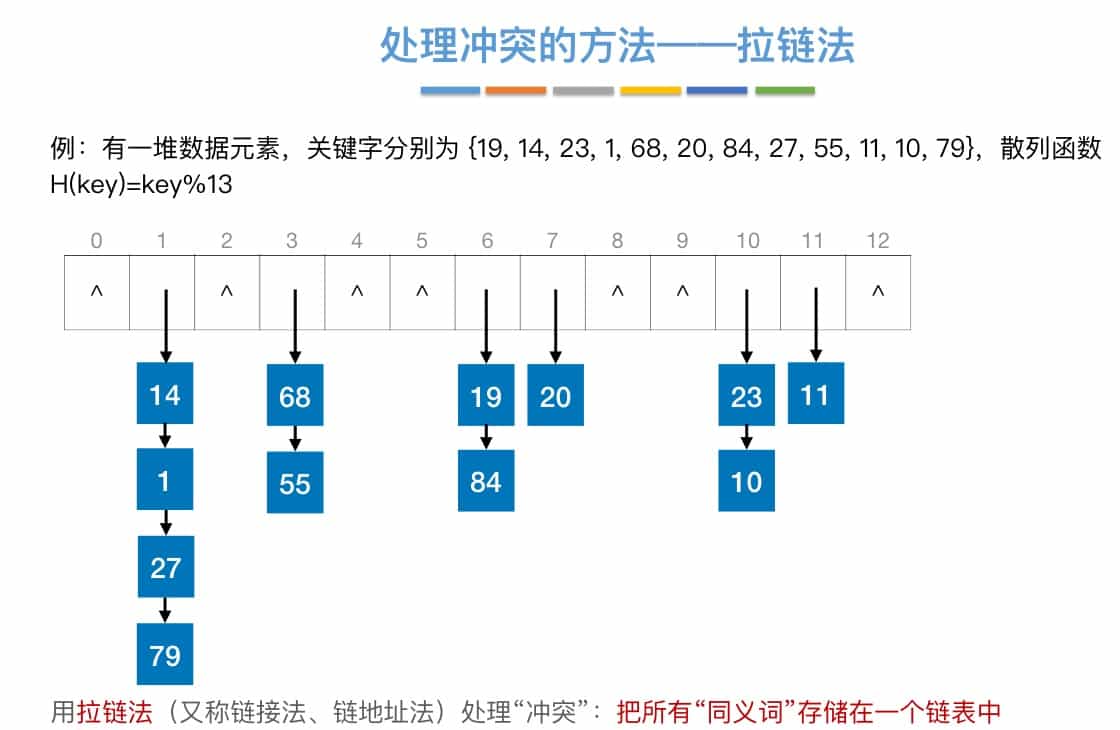 处理冲突的方法——拉链法
例：有一堆数据元素，关键字分别为 {19, 14, 23, 1, 68, 20, 84, 27, 55, 11, 10, 79}，散列函数
H(key)=key%13
0 1 2 3 4 5 6 7 8 9 10 11 12
^ ^ ^ ^ ^ ^ ^
14 68 19 20 23 11
1 55 84 10
27
79
用拉链法（又称链接法、链地址法）处理“冲突”：把所有“同义词”存储在一个链表中